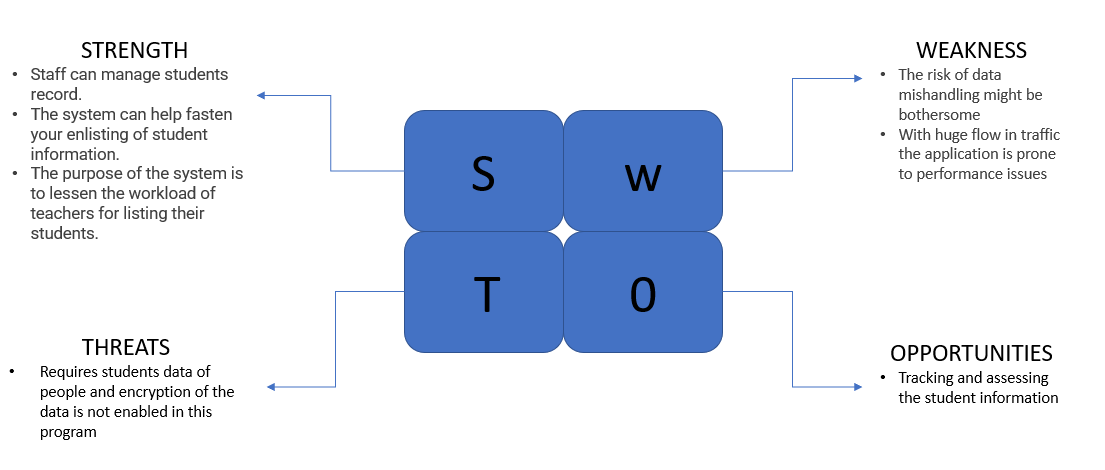 STRENGTH
• Staff can manage students
record.
• The system can help fasten
your enlisting of student
information.
• The purpose of the system is
to lessen the workload of
teachers for listing their
students.
WEAKNESS
• The risk of data
mishandling might be
bothersome
• With huge flow in traffic
the application is prone
to performance issues
S
w
T
0
THREATS
• Requires students data of
people and encryption of the
data is not enabled in this
program
OPPORTUNITIES
• Tracking and assessing
the student information